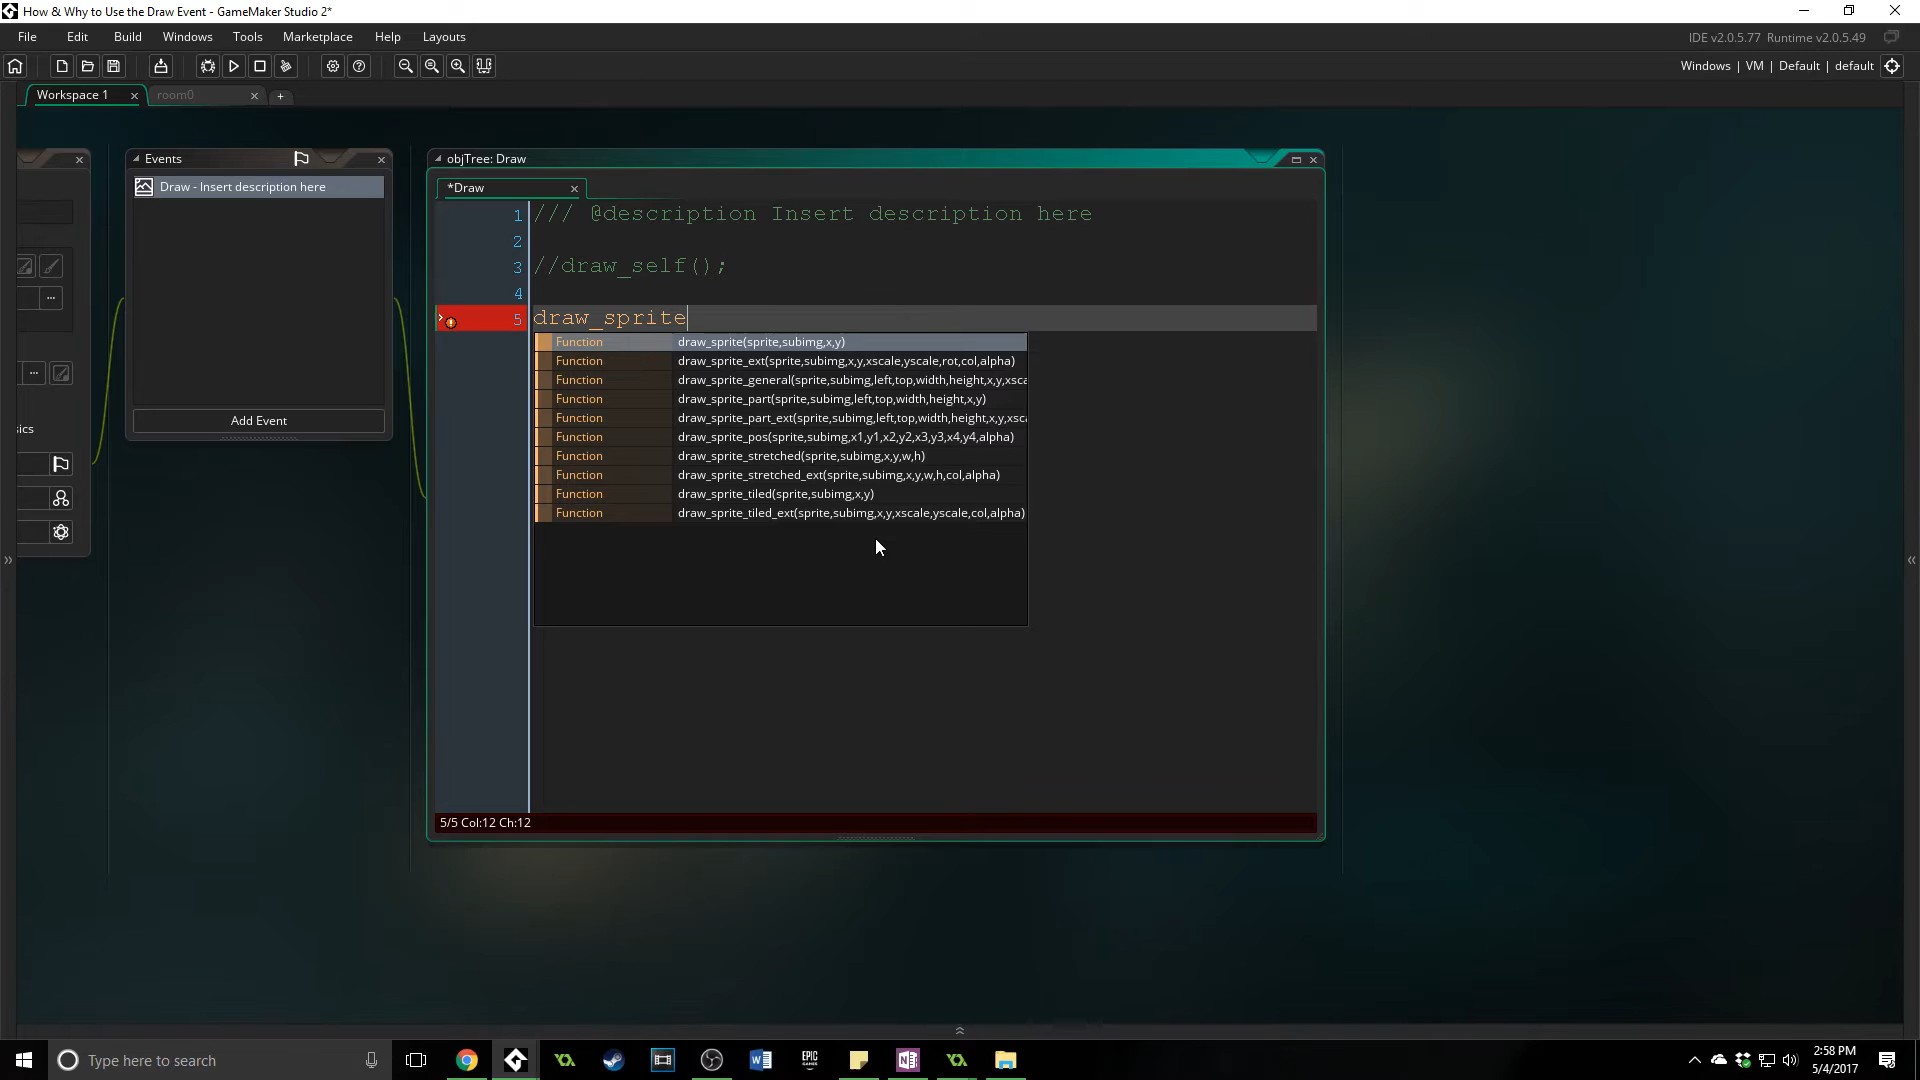 How & Why to Use the Draw Event - GameMaker Studio 2*
File Edit Build Windows Tools Marketplace Help Layouts
IDE v2.0.5.77 Runtime v2.0.5.49
Windows | VM | Default | default
Workspace 1
room0
Events
Draw - Insert description here
Add Event
sics
objTree: Draw
*Draw
1 /// @description Insert description here
2
3 //draw_self();
4
5 draw_sprite
Function draw_sprite(sprite,subimg,x,y)
Function draw_sprite_ext(sprite,subimg,x,y,xscale,yscale,rot,col,alpha)
Function draw_sprite_general(sprite,subimg,left,top,width,height,x,y,xsca
Function draw_sprite_part(sprite,subimg,left,top,width,height,x,y)
Function draw_sprite_part_ext(sprite,subimg,left,top,width,height,x,y,xsca
Function draw_sprite_pos(sprite,subimg,x1,y1,x2,y2,x3,y3,x4,y4,alpha)
Function draw_sprite_stretched(sprite,subimg,x,y,w,h)
Function draw_sprite_stretched_ext(sprite,subimg,x,y,w,h,col,alpha)
Function draw_sprite_tiled(sprite,subimg,x,y)
Function draw_sprite_tiled_ext(sprite,subimg,x,y,xscale,yscale,col,alpha)
5/5 Col:12 Ch:12
Type here to search
EPIC GAMES
2:58 PM
5/4/2017